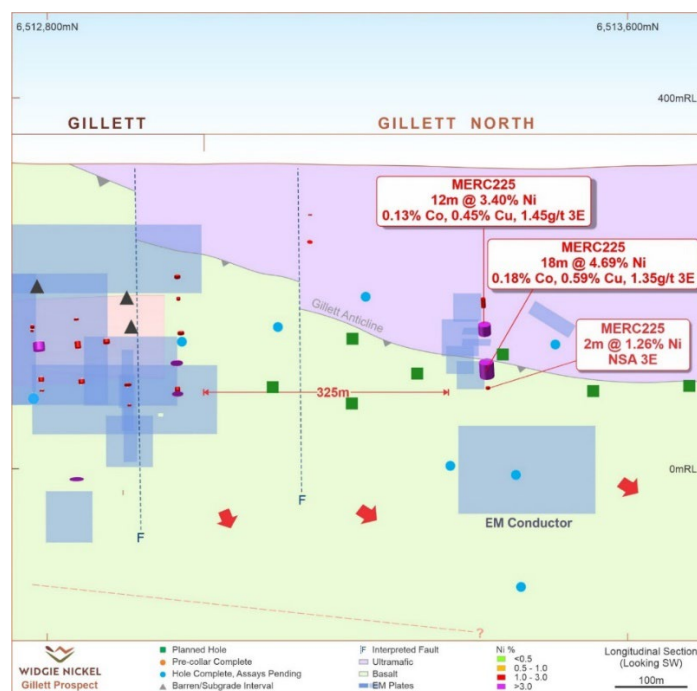 6,512,800mN
6,513,600mN
400mRL
GILLETT
GILLETT NORTH
MERC225
12m @ 3.40% Ni
0.13% Co, 0.45% Cu, 1.45g/t 3E
MERC225
18m @ 4.69% Ni
0.18% Co, 0.59% Cu, 1.35g/t 3E
Gillett Anticline
MERC225
2m @ 1.26% Ni
NSA 3E
325m
0mRL
F
EM Conductor
F
?
WIDGIE NICKEL
Gillett Prospect
Planned Hole
Pre-collar Complete
Hole Complete, Assays Pending
Barren/Subgrade Interval
F Interpreted Fault
Ultramafic
Basalt
EM Plates
Ni %
<0.5
0.5 - 1.0
1.0 - 3.0
>3.0
Longitudinal Section
(Looking SW)
100m